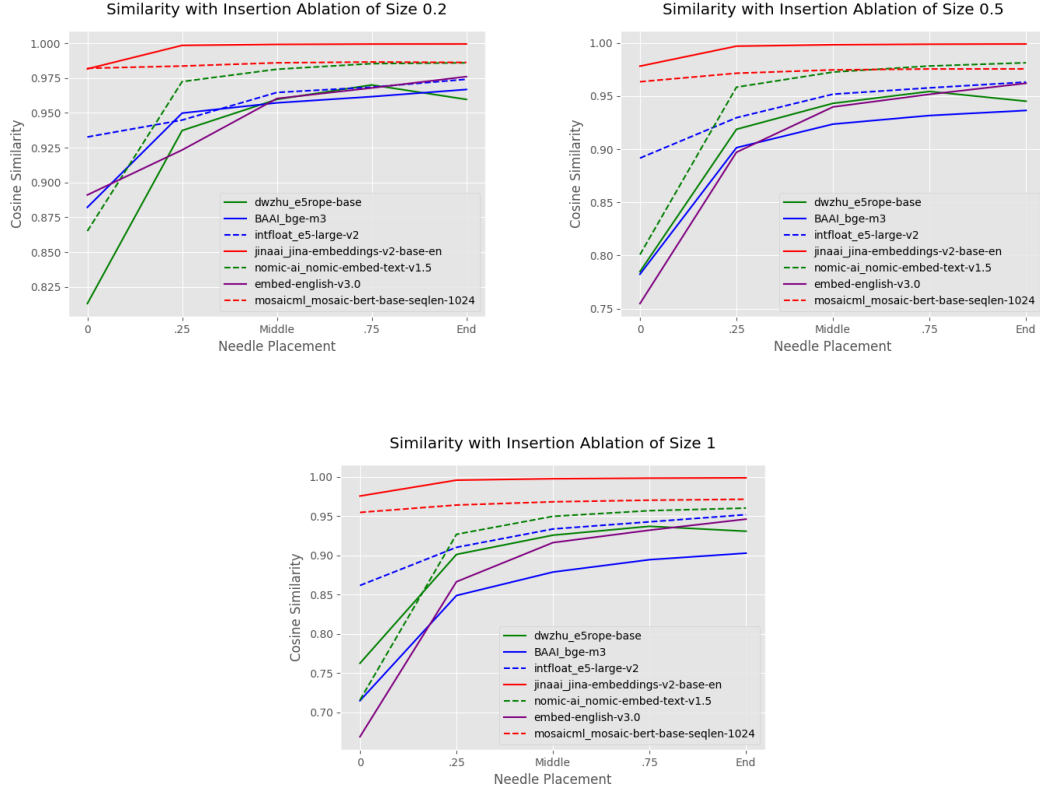 Similarity with Insertion Ablation of Size 0.2
1.000
0.975
0.950
0.925
0.900
0.875
0.850
0.825
Cosine Similarity
dwzhu_e5rope-base
BAAI_bge-m3
intfloat_e5-large-v2
jinaai_jina-embeddings-v2-base-en
nomic-ai_nomic-embed-text-v1.5
embed-english-v3.0
mosaicml_mosaic-bert-base-seqlen-1024
0 .25 Middle .75 End
Needle Placement
Similarity with Insertion Ablation of Size 0.5
1.00
0.95
0.90
0.85
0.80
0.75
Cosine Similarity
dwzhu_e5rope-base
BAAI_bge-m3
intfloat_e5-large-v2
jinaai_jina-embeddings-v2-base-en
nomic-ai_nomic-embed-text-v1.5
embed-english-v3.0
mosaicml_mosaic-bert-base-seqlen-1024
0 .25 Middle .75 End
Needle Placement
Similarity with Insertion Ablation of Size 1
1.00
0.95
0.90
0.85
0.80
0.75
0.70
Cosine Similarity
dwzhu_e5rope-base
BAAI_bge-m3
intfloat_e5-large-v2
jinaai_jina-embeddings-v2-base-en
nomic-ai_nomic-embed-text-v1.5
embed-english-v3.0
mosaicml_mosaic-bert-base-seqlen-1024
0 .25 Middle .75 End
Needle Placement